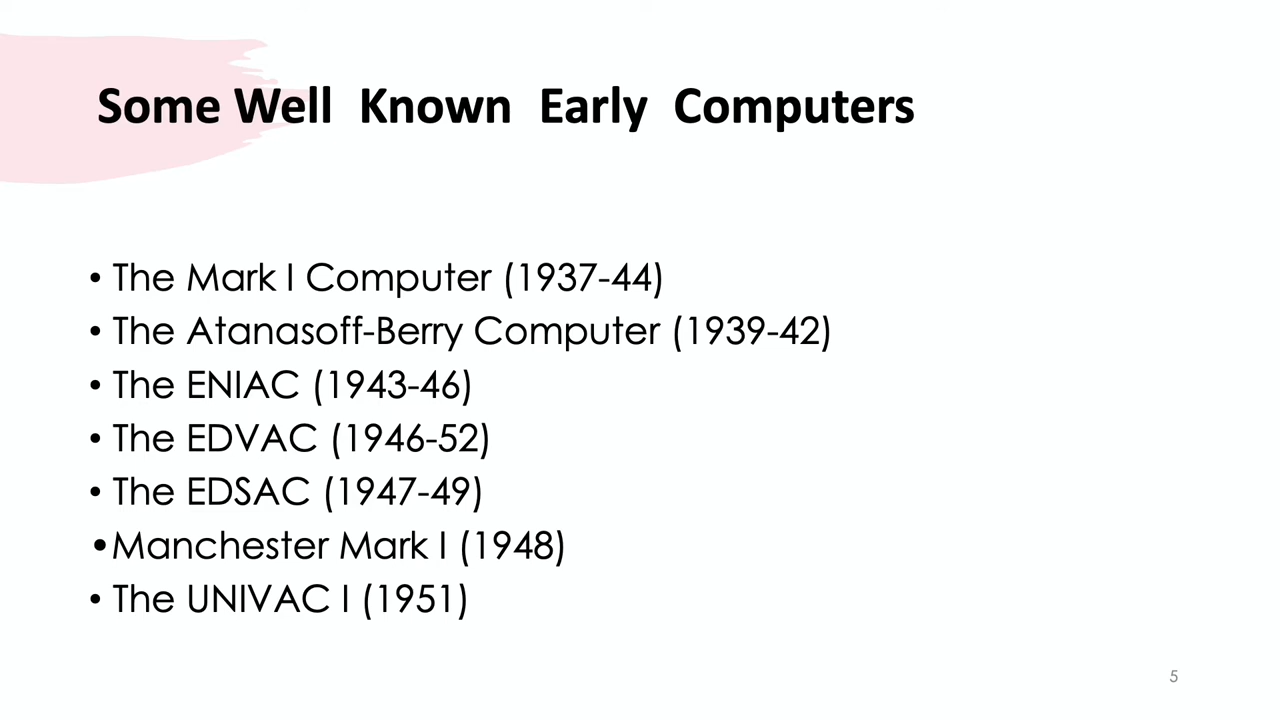 Some Well Known Early Computers
• The Mark I Computer (1937-44)
• The Atanasoff-Berry Computer (1939-42)
• The ENIAC (1943-46)
• The EDVAC (1946-52)
• The EDSAC (1947-49)
•Manchester Mark I (1948)
• The UNIVAC I (1951)
5